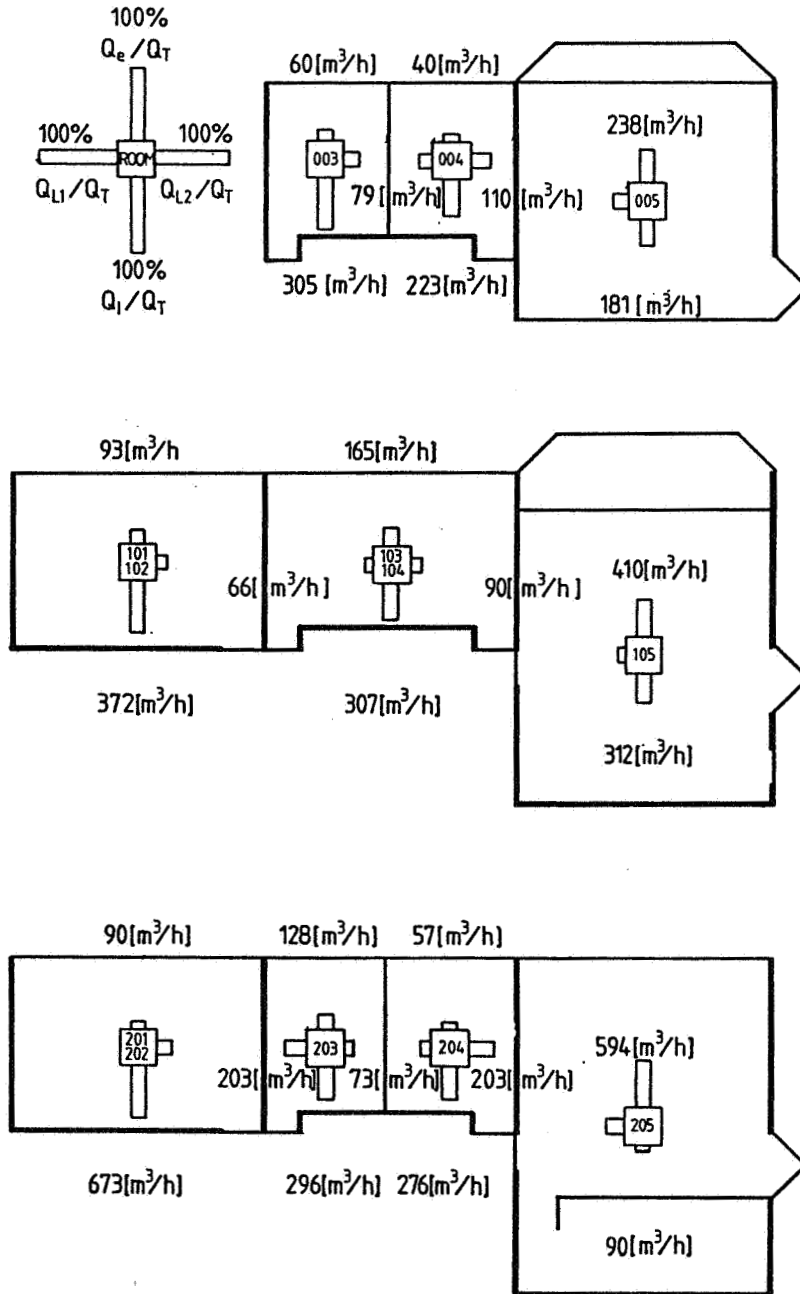 100%
Qe/QT
100% 100%
ROOM
QL1/QT QL2/QT
100%
QI/QT
60[m³/h] 40[m³/h]
238[m³/h]
003 004
79[m³/h] 110[m³/h]
005
305[m³/h] 223[m³/h]
181[m³/h]
93[m³/h 165[m³/h]
101
102
103
104
66[m³/h] 90[m³/h]
410[m³/h]
105
372[m³/h] 307[m³/h]
312[m³/h]
90[m³/h] 128[m³/h] 57[m³/h]
201
202
203 204
594[m³/h]
203[m³/h] 73[m³/h] 203[m³/h]
205
673[m³/h] 296[m³/h] 276[m³/h]
90[m³/h]